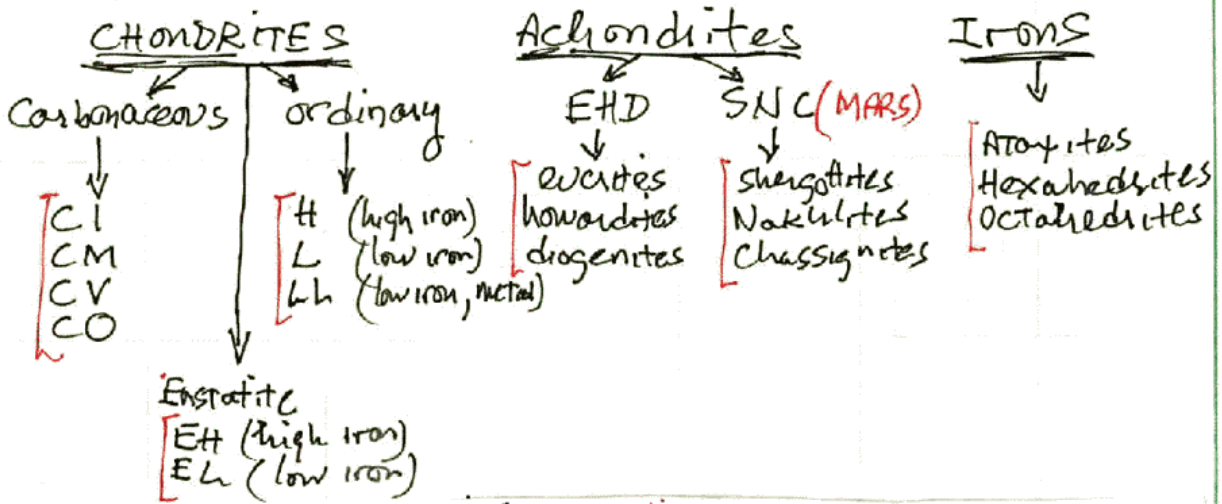 CHONDRITES
Carbonaceous
CI
CM
CV
CO
ordinary
H (high iron)
L (low iron)
LL (low iron, metal)
Enstatite
EH (high iron)
EL (low iron)
Achondrites
EHD
eucrites
howardites
diogenites
SNC (MARS)
Shergottites
Nakhlites
Chassignites
Irons
Ataxites
Hexahedrites
Octahedrites